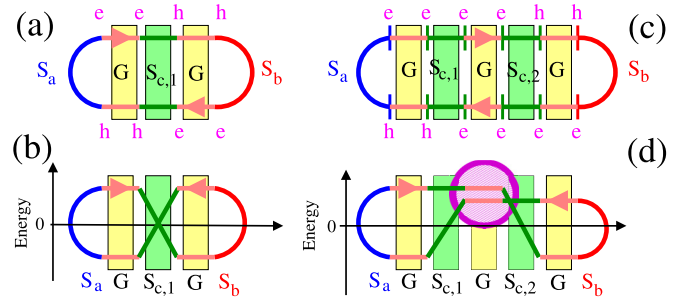 (a) e e h h
S_a G S_c,1 G S_b
h h e e
(c) e e h h e e h
S_a G S_c,1 G S_c,2 G S_b
h h e e h h e
(b)
Energy
0
S_a G S_c,1 G S_b
(d)
Energy
0
S_a G S_c,1 G S_c,2 G S_b